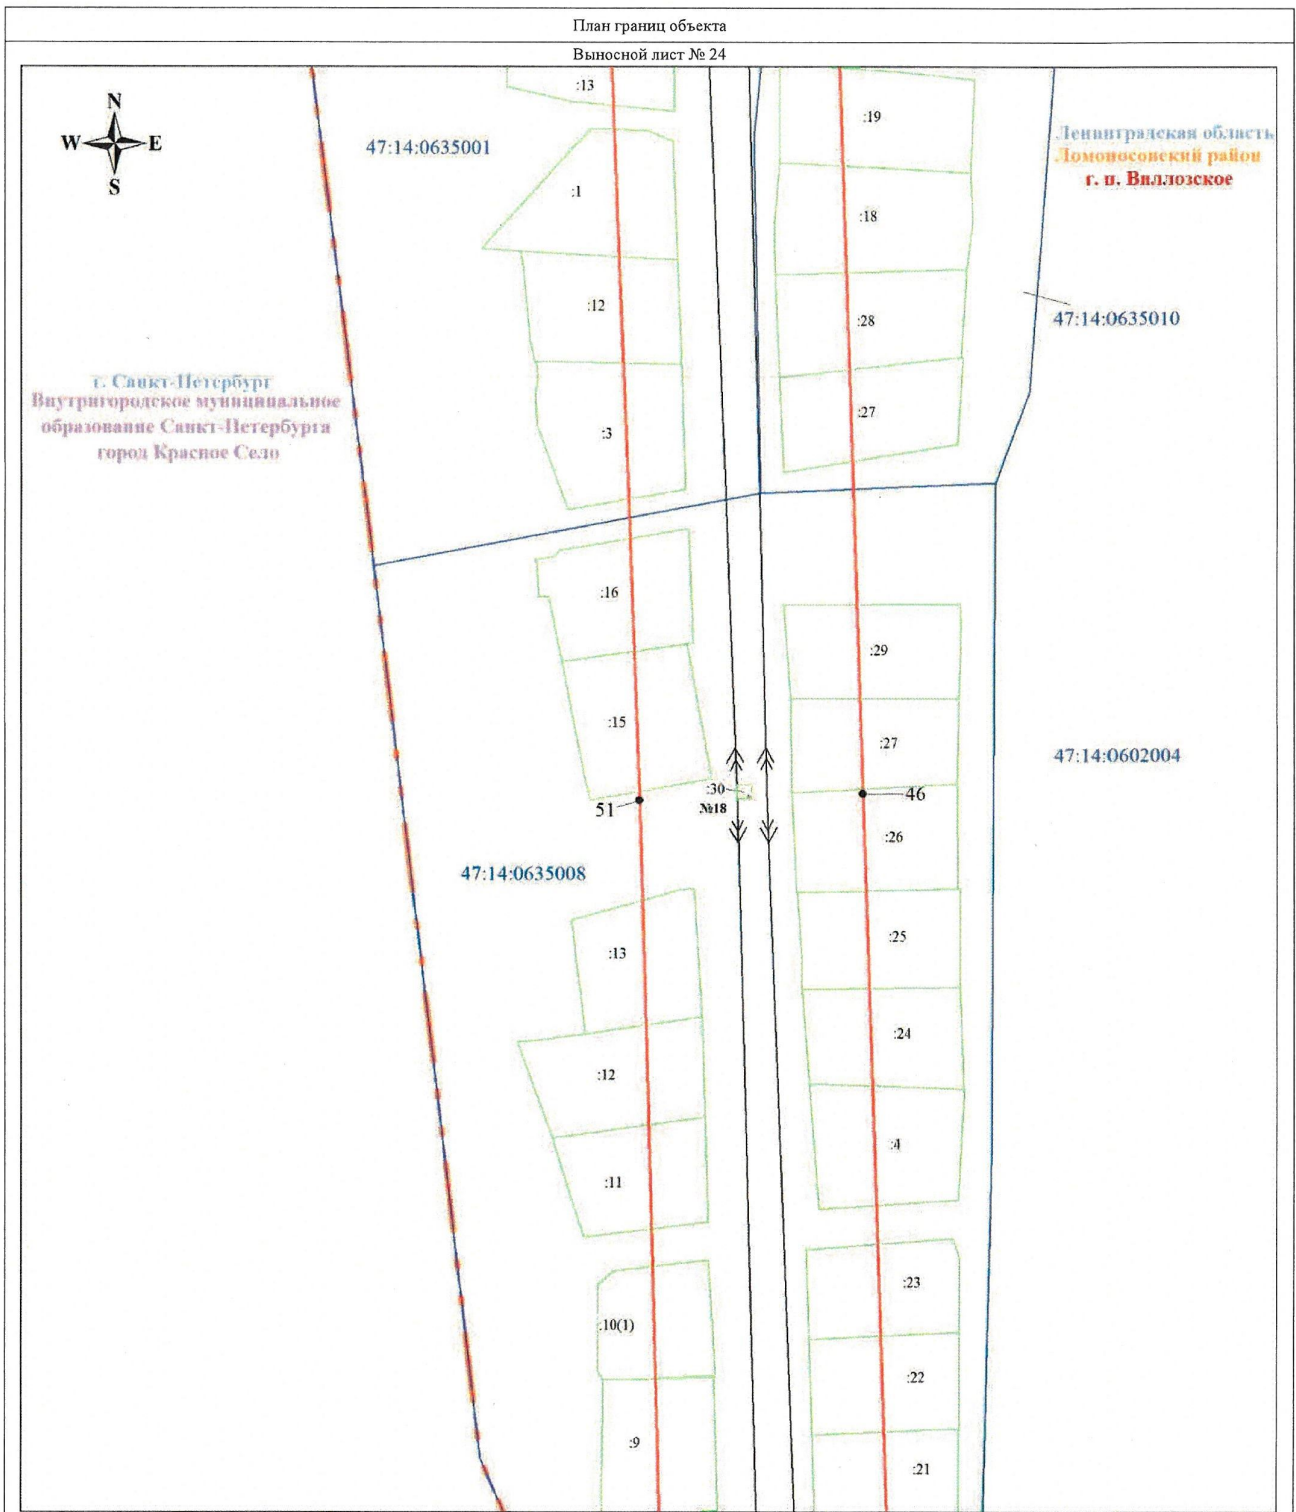 План границ объекта
Выносной лист № 24
N
W E
S
47:14:0635001
:13
:19
Ленинградская область
Ломоносовский район
г. п. Виллозское
:1
:18
:12
:28
47:14:0635010
г. Санкт-Петербург
Внутригородское муниципальное
образование Санкт-Петербурга
город Красное Село
:3
:27
:16
:29
:15
:27
47:14:0602004
:30
№18
51
46
:26
47:14:0635008
:13
:25
:24
:12
:4
:11
:23
:10(1)
:22
:9
:21